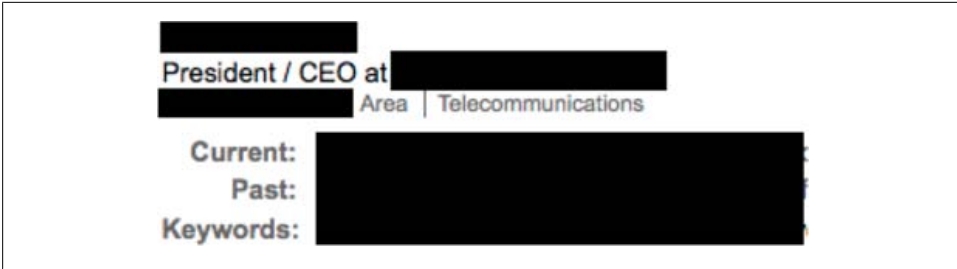 President / CEO at
Area | Telecommunications
Current:
Past:
Keywords: